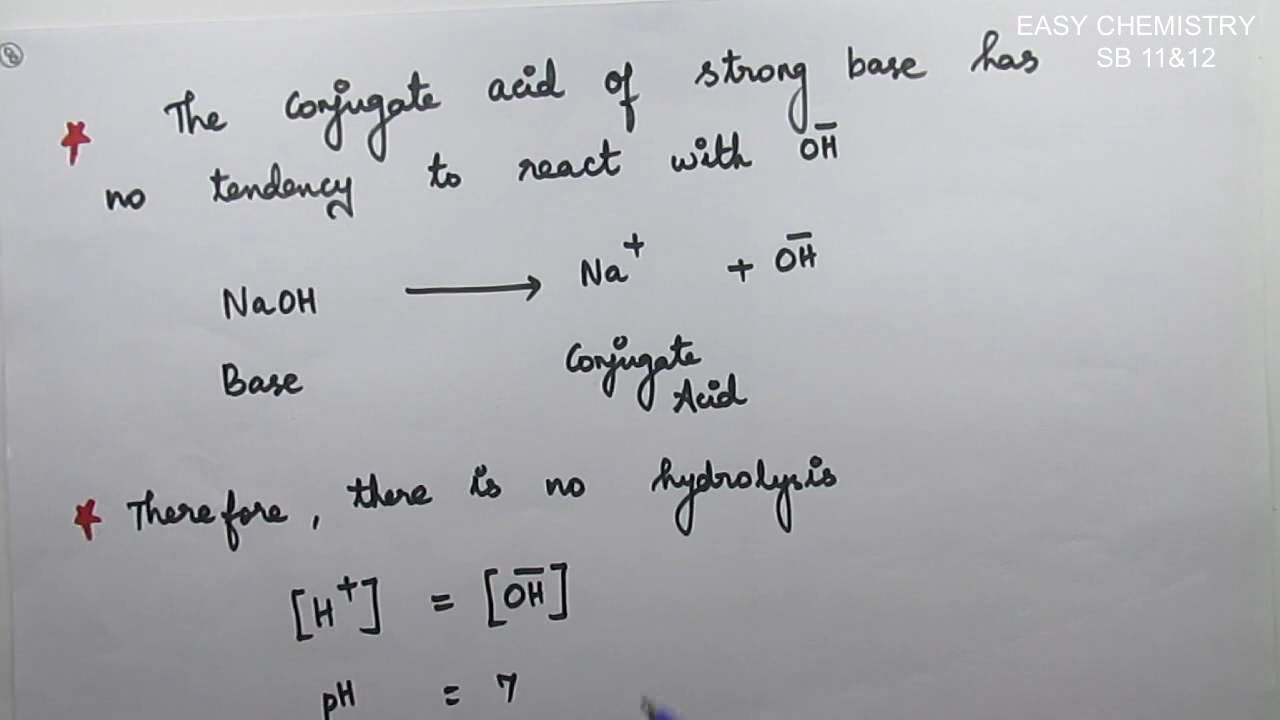 EASY CHEMISTRY
SB 11&12
8
The conjugate acid of strong base has
no tendency to react with OH⁻
NaOH ⟶ Na⁺ + OH⁻
Base Conjugate
Acid
Therefore, there is no hydrolysis
[H⁺] = [OH⁻]
pH = 7